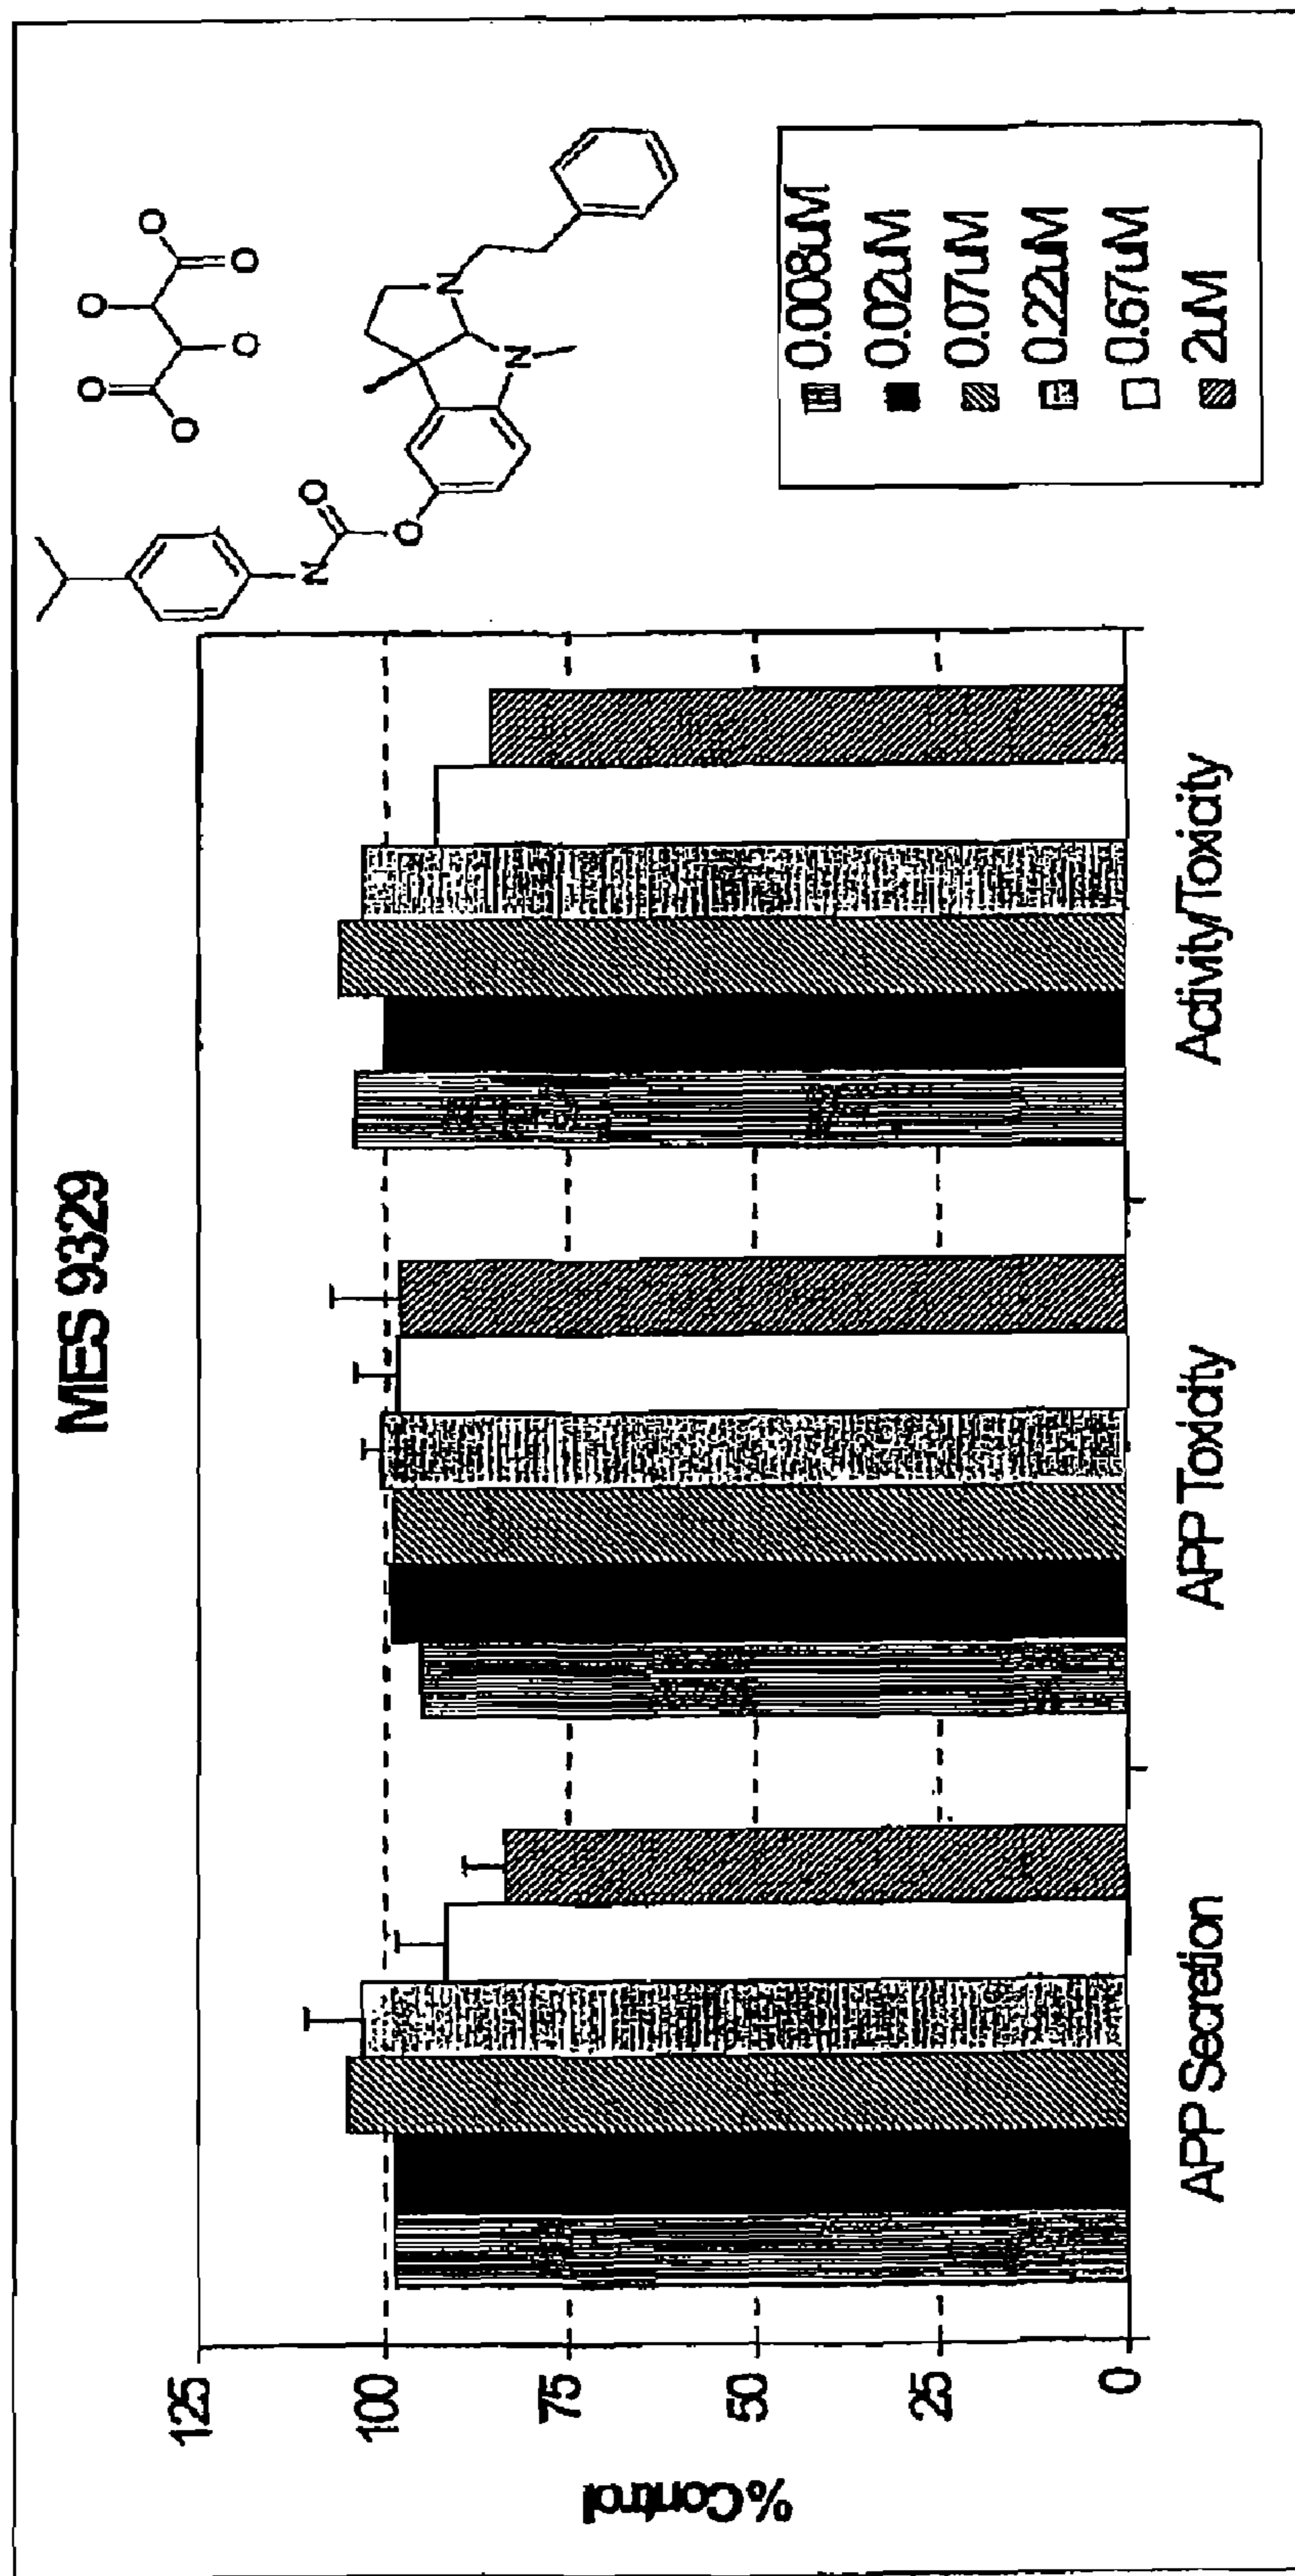 MES 9329
% Control
125
100
75
50
25
0
APP Secretion
APP Toxicity
Activity/Toxicity
O
O
O
O
O
O
O
N
O
N
N
O
0.008uM
0.02uM
0.07uM
0.22uM
0.67uM
2uM